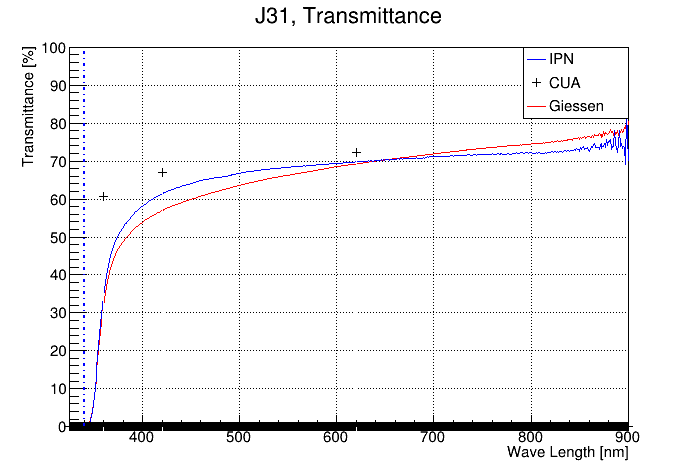 J31, Transmittance
Transmittance [%]
100
90
80
70
60
50
40
30
20
10
0
IPN
CUA
Giessen
400 500 600 700 800 900
Wave Length [nm]